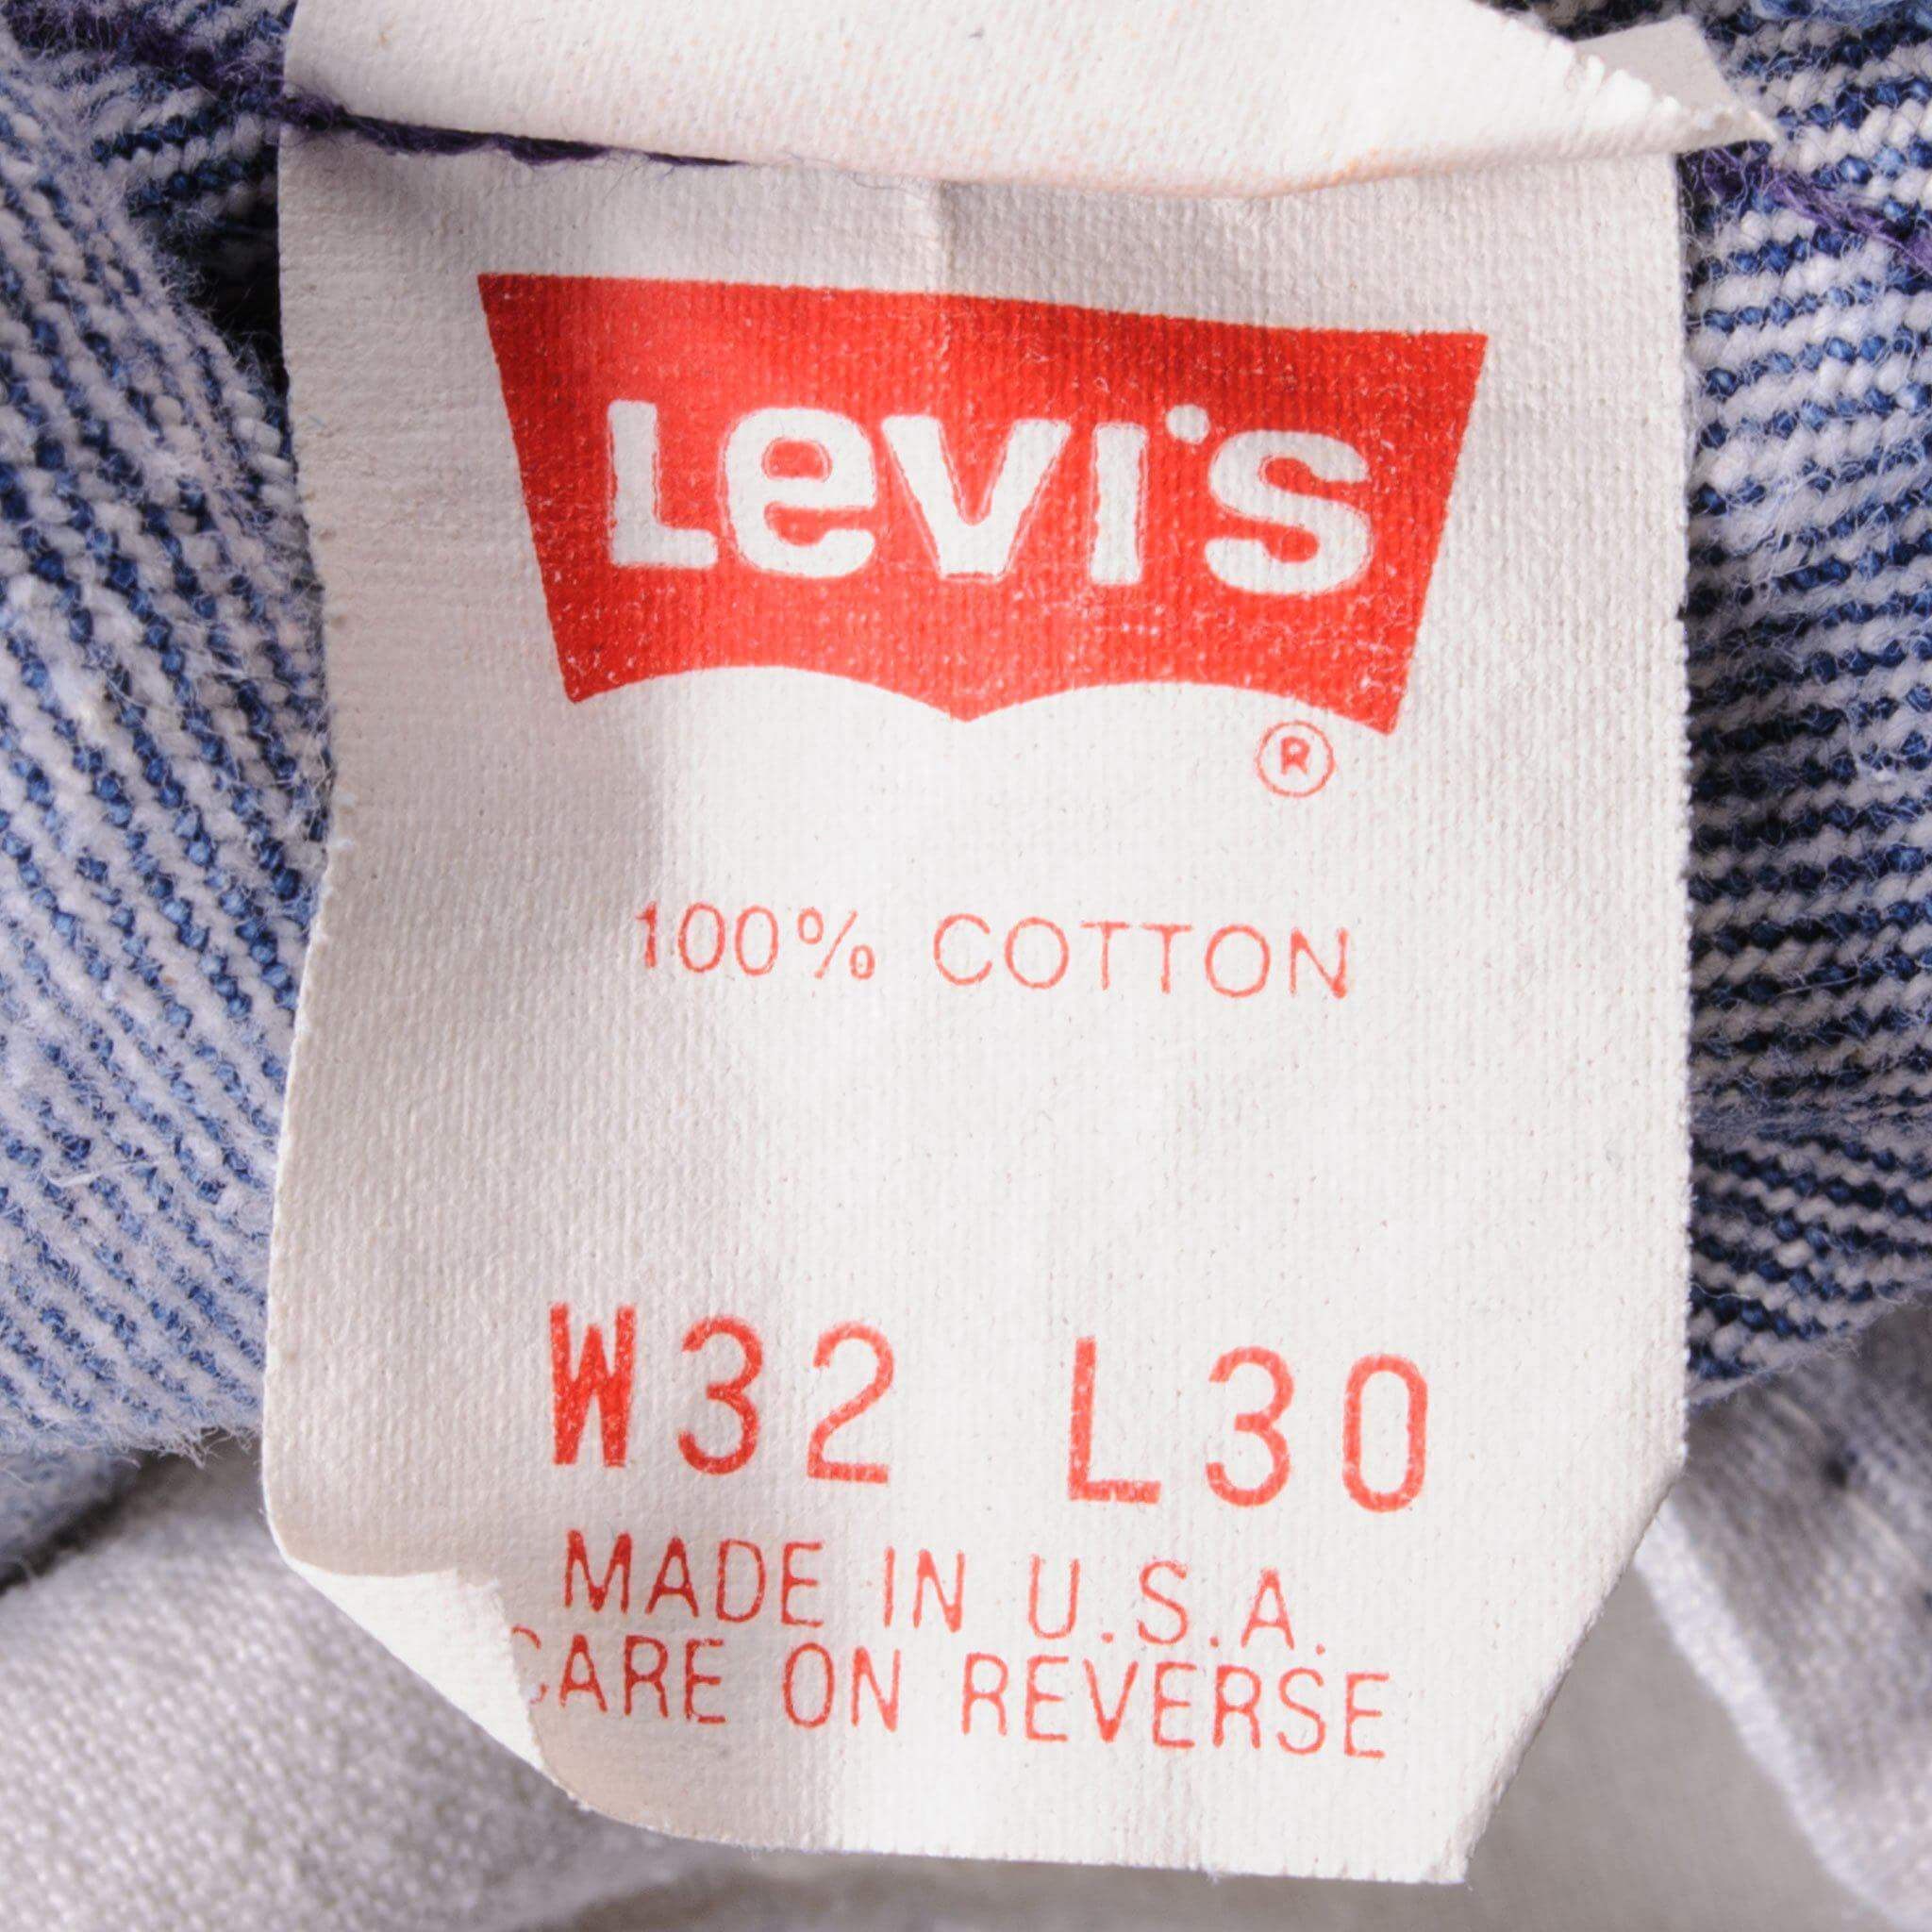 Levi's
®
100% COTTON
W32 L30
MADE IN U.S.A.
CARE ON REVERSE